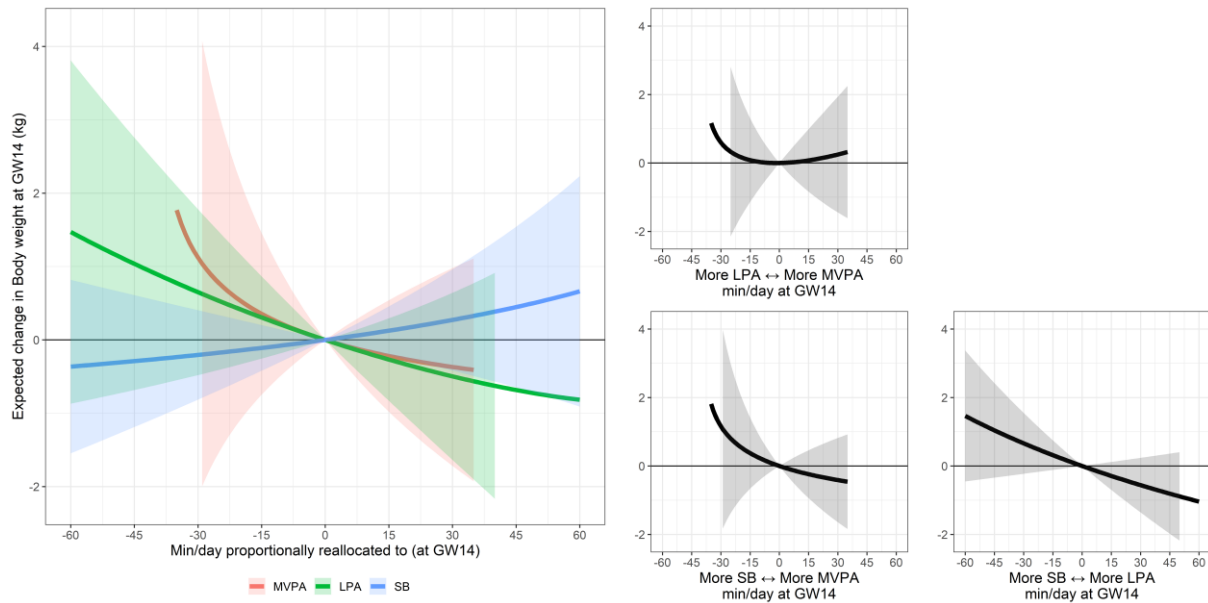 Expected change in Body weight at GW14 (kg)
4
2
0
-2
-60 -45 -30 -15 0 15 30 45 60
Min/day proportionally reallocated to (at GW14)
MVPA LPA SB
4
2
0
-2
-60 -45 -30 -15 0 15 30 45 60
More LPA ↔ More MVPA
min/day at GW14
4
2
0
-2
-60 -45 -30 -15 0 15 30 45 60
More SB ↔ More MVPA
min/day at GW14
4
2
0
-2
-60 -45 -30 -15 0 15 30 45 60
More SB ↔ More LPA
min/day at GW14